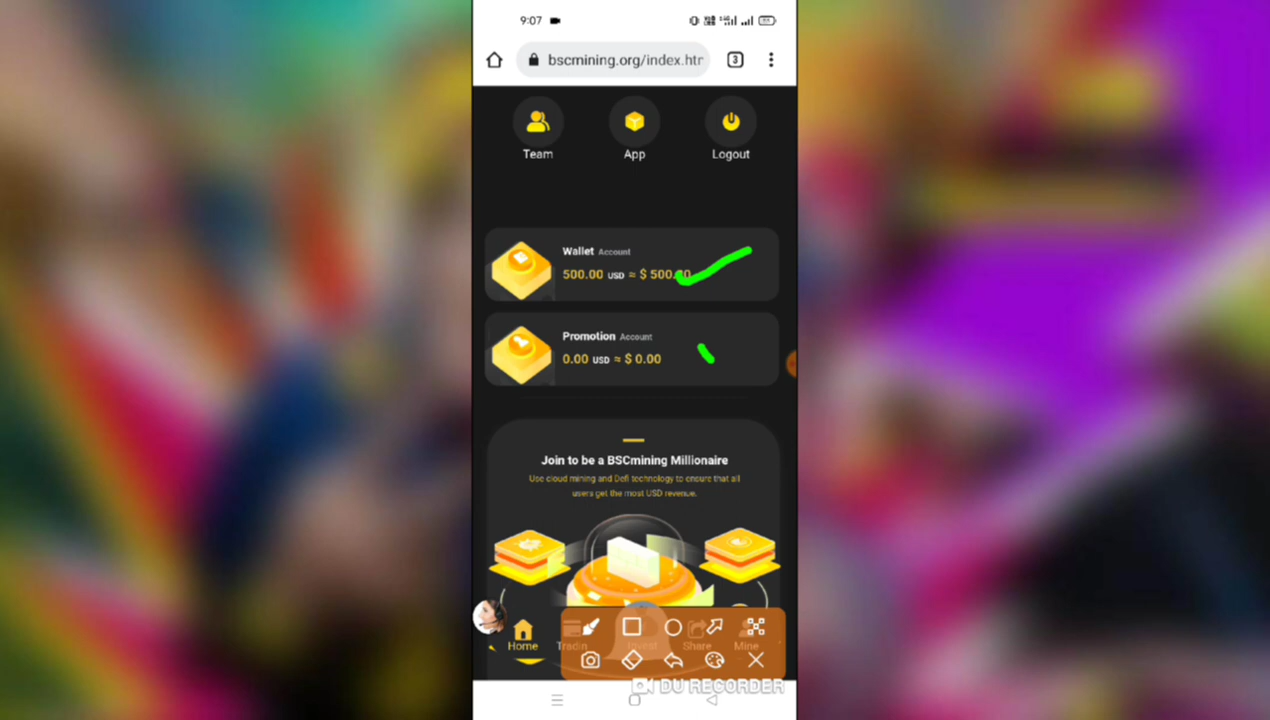 9:07
bscmining.org/index.htm
3
Team
App
Logout
Wallet Account
500.00 USD ≈ $ 500.00
Promotion Account
0.00 USD ≈ $ 0.00
Join to be a BSCmining Millionaire
Use cloud mining and Defi technology to ensure that all
users get the most USD revenue.
Home
Tradin
Share
Mine
DU RECORDER